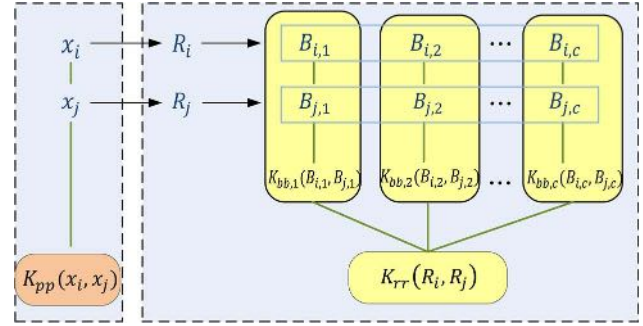 x_i R_i B_{i,1} B_{i,2} ... B_{i,c}
x_j R_j B_{j,1} B_{j,2} B_{j,c}
K_{bb,1}(B_{i,1}, B_{j,1}) K_{bb,2}(B_{i,2}, B_{j,2}) ... K_{bb,c}(B_{i,c}, B_{j,c})
K_{pp}(x_i, x_j) K_{rr}(R_i, R_j)